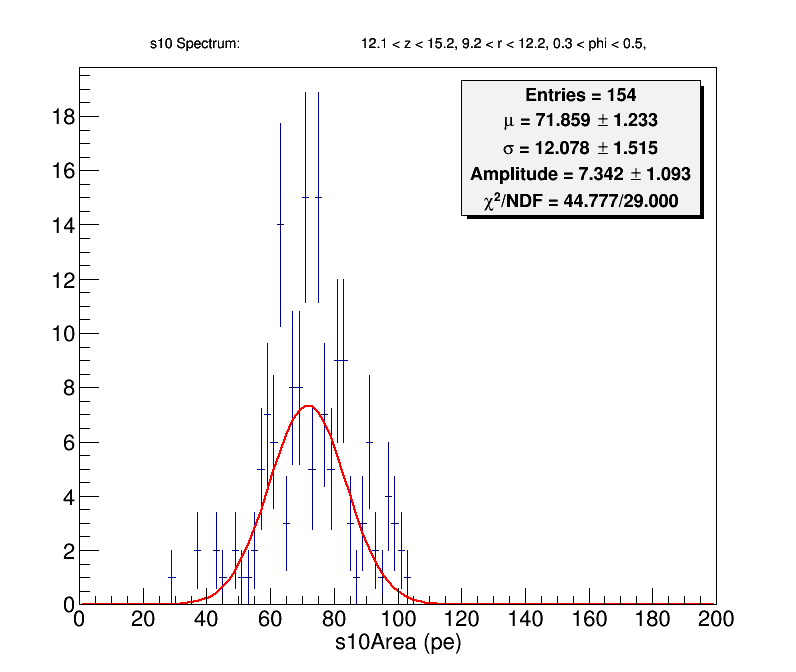 s10 Spectrum: 12.1 < z < 15.2, 9.2 < r < 12.2, 0.3 < phi < 0.5,
Entries = 154
μ = 71.859 ± 1.233
σ = 12.078 ± 1.515
Amplitude = 7.342 ± 1.093
χ²/NDF = 44.777/29.000
18
16
14
12
10
8
6
4
2
0
0 20 40 60 80 100 120 140 160 180 200
s10Area (pe)